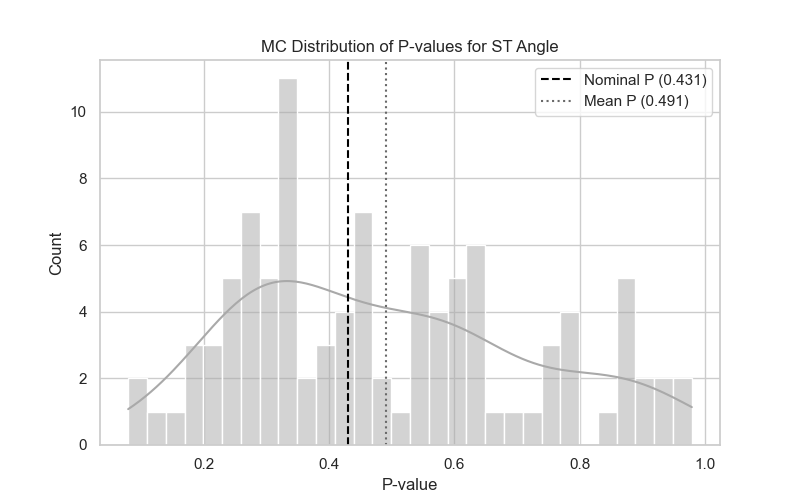 MC Distribution of P-values for ST Angle
Nominal P (0.431)
Mean P (0.491)
Count
10
8
6
4
2
0
0.2 0.4 0.6 0.8 1.0
P-value